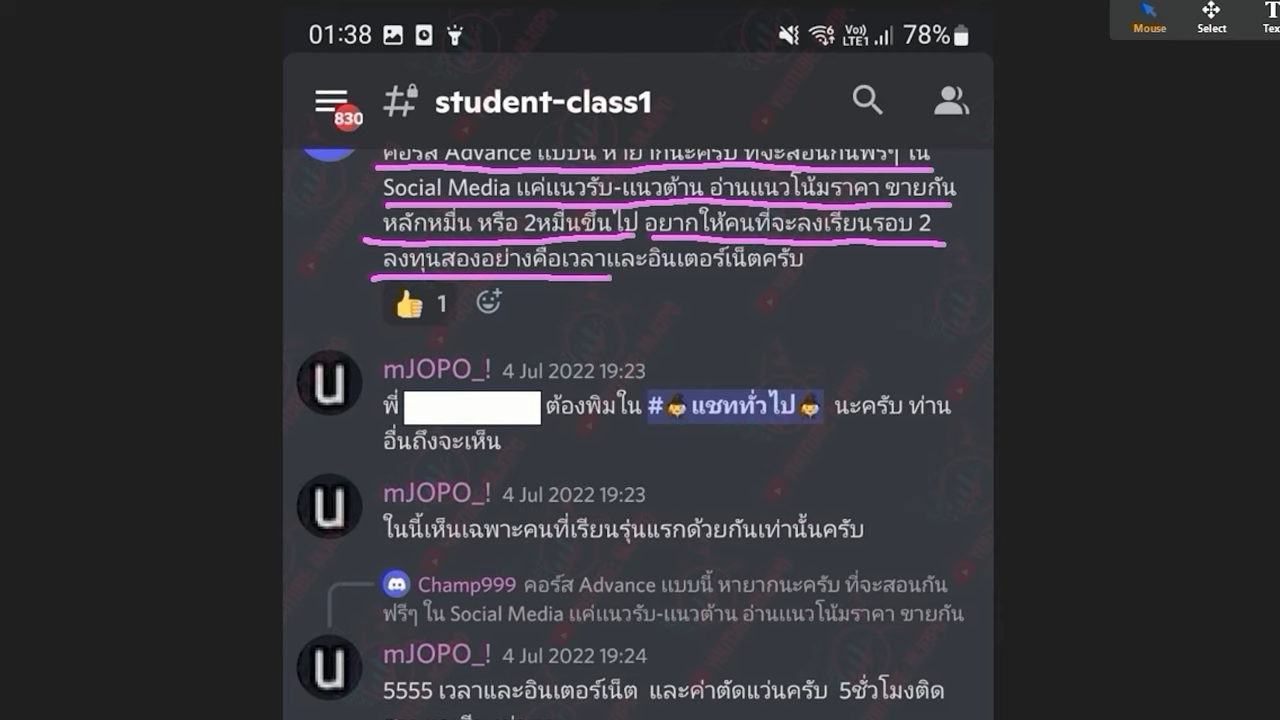 01:38
Vo)) LTE1 78%
Mouse Select
830
student-class1
คอร์ส Advance แบบนี้ หายากนะครับ ที่จะสอนกันฟรีๆ ใน
Social Media แค่แนวรับ-แนวต้าน อ่านแนวโน้มราคา ขายกัน
หลักหมื่น หรือ 2หมื่นขึ้นไป อยากให้คนที่จะลงเรียนรอบ 2
ลงทุนสองอย่างคือเวลาและอินเตอร์เน็ตครับ
👍 1
mJOPO_! 4 Jul 2022 19:23
พี่ ต้องพิมใน #แชททั่วไป นะครับ ท่าน
อื่นถึงจะเห็น
mJOPO_! 4 Jul 2022 19:23
ในนี้เห็นเฉพาะคนที่เรียนรุ่นแรกด้วยกันเท่านั้นครับ
Champ999 คอร์ส Advance แบบนี้ หายากนะครับ ที่จะสอนกัน
ฟรีๆ ใน Social Media แค่แนวรับ-แนวต้าน อ่านแนวโน้มราคา ขายกัน
mJOPO_! 4 Jul 2022 19:24
5555 เวลาและอินเตอร์เน็ต และค่าตัดแว่นครับ 5ชั่วโมงติด